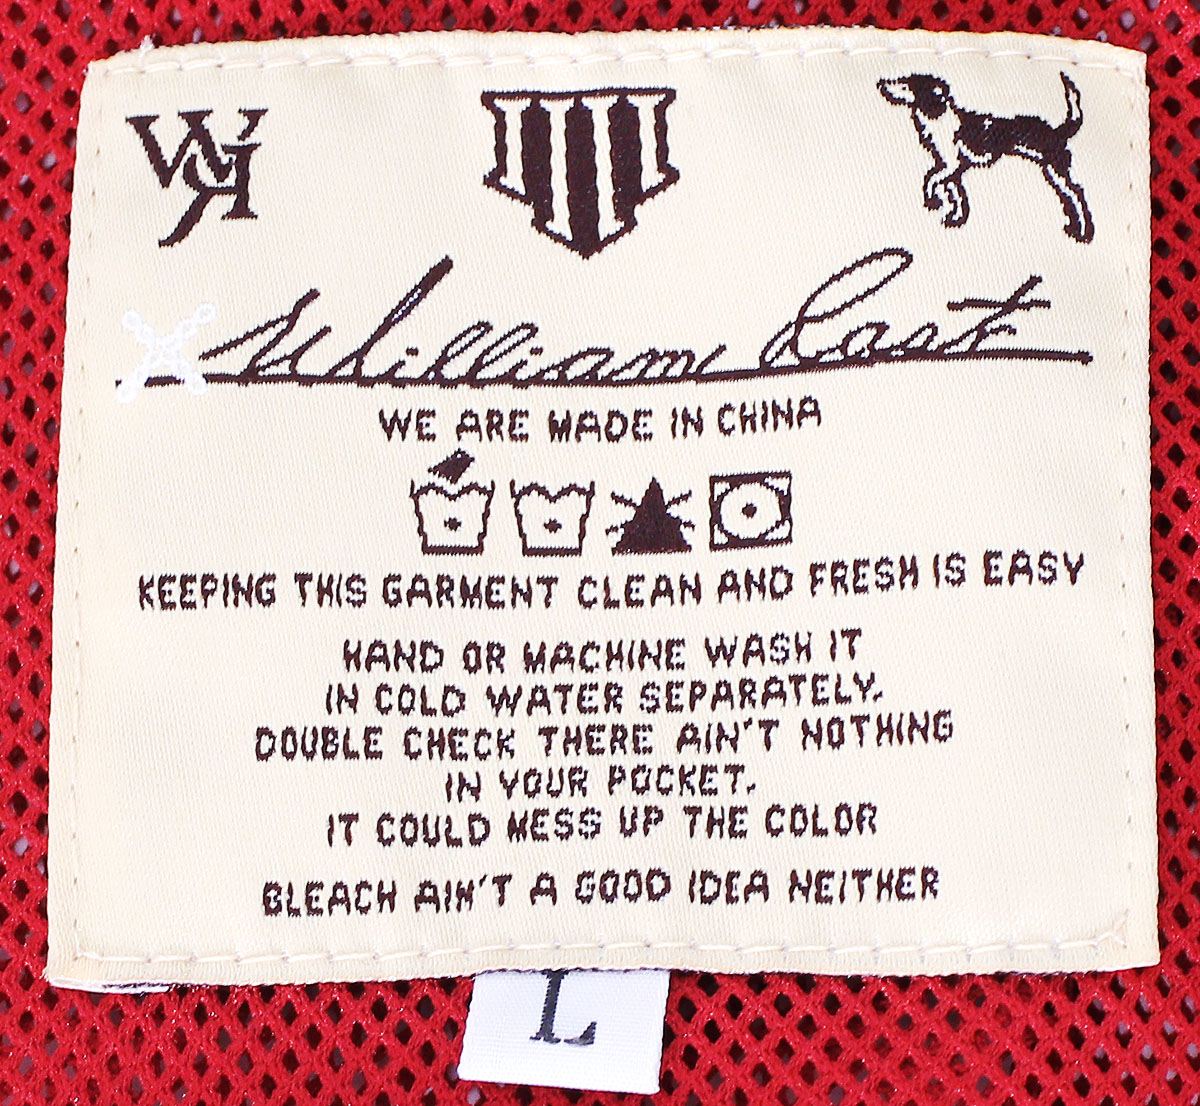 WR
William Rast
WE ARE MADE IN CHINA
KEEPING THIS GARMENT CLEAN AND FRESH IS EASY
HAND OR MACHINE WASH IT
IN COLD WATER SEPARATELY.
DOUBLE CHECK THERE AIN'T NOTHING
IN YOUR POCKET.
IT COULD MESS UP THE COLOR
BLEACH AIN'T A GOOD IDEA NEITHER
L